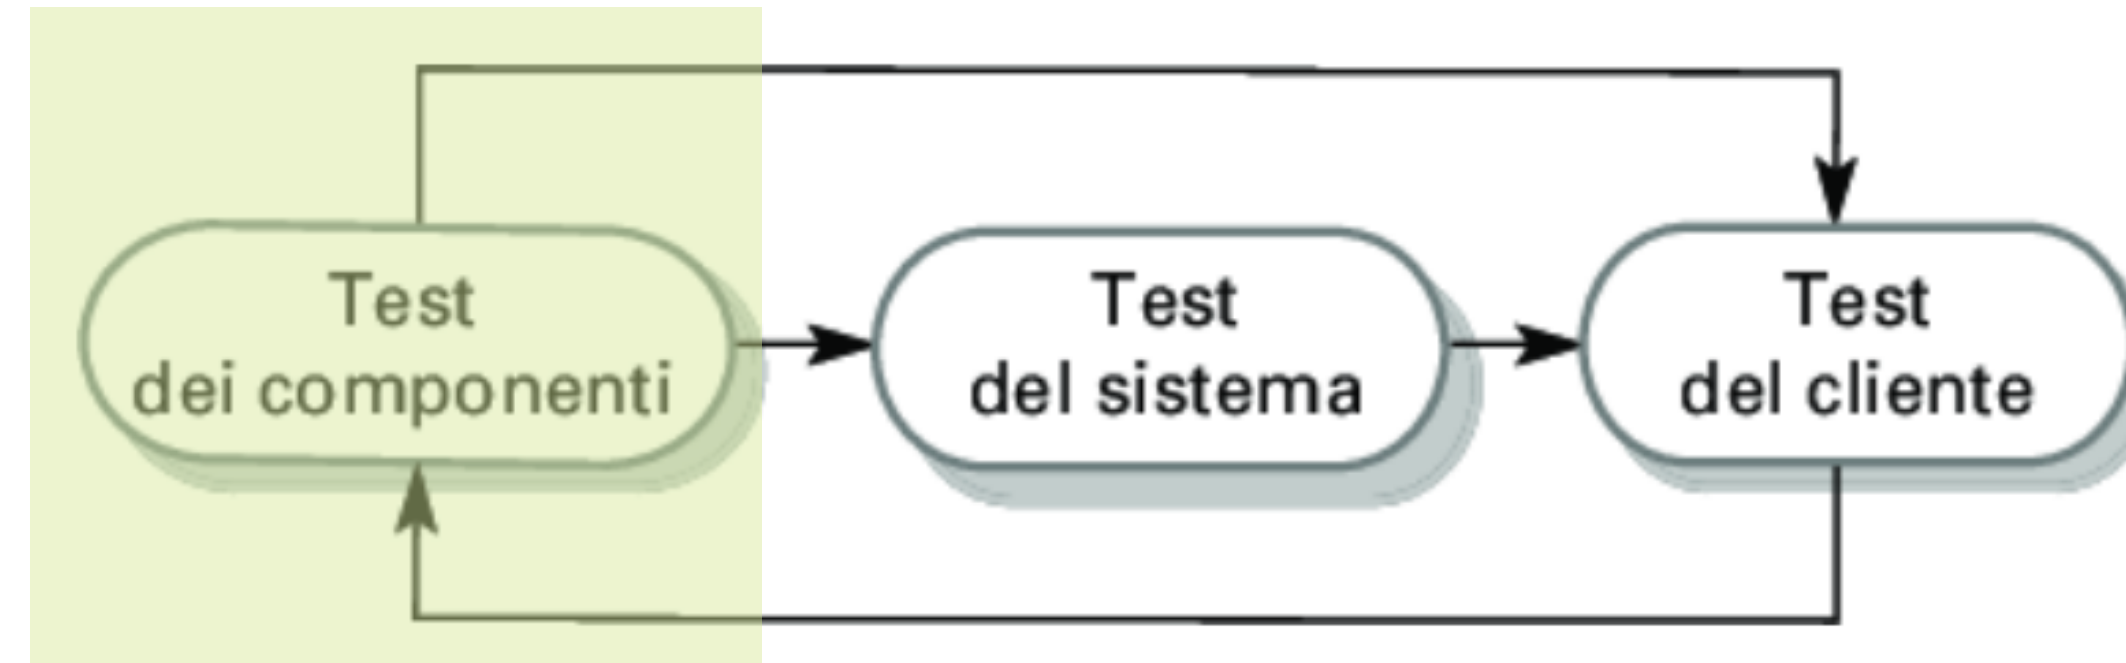 Test
dei componenti
Test
del sistema
Test
del cliente